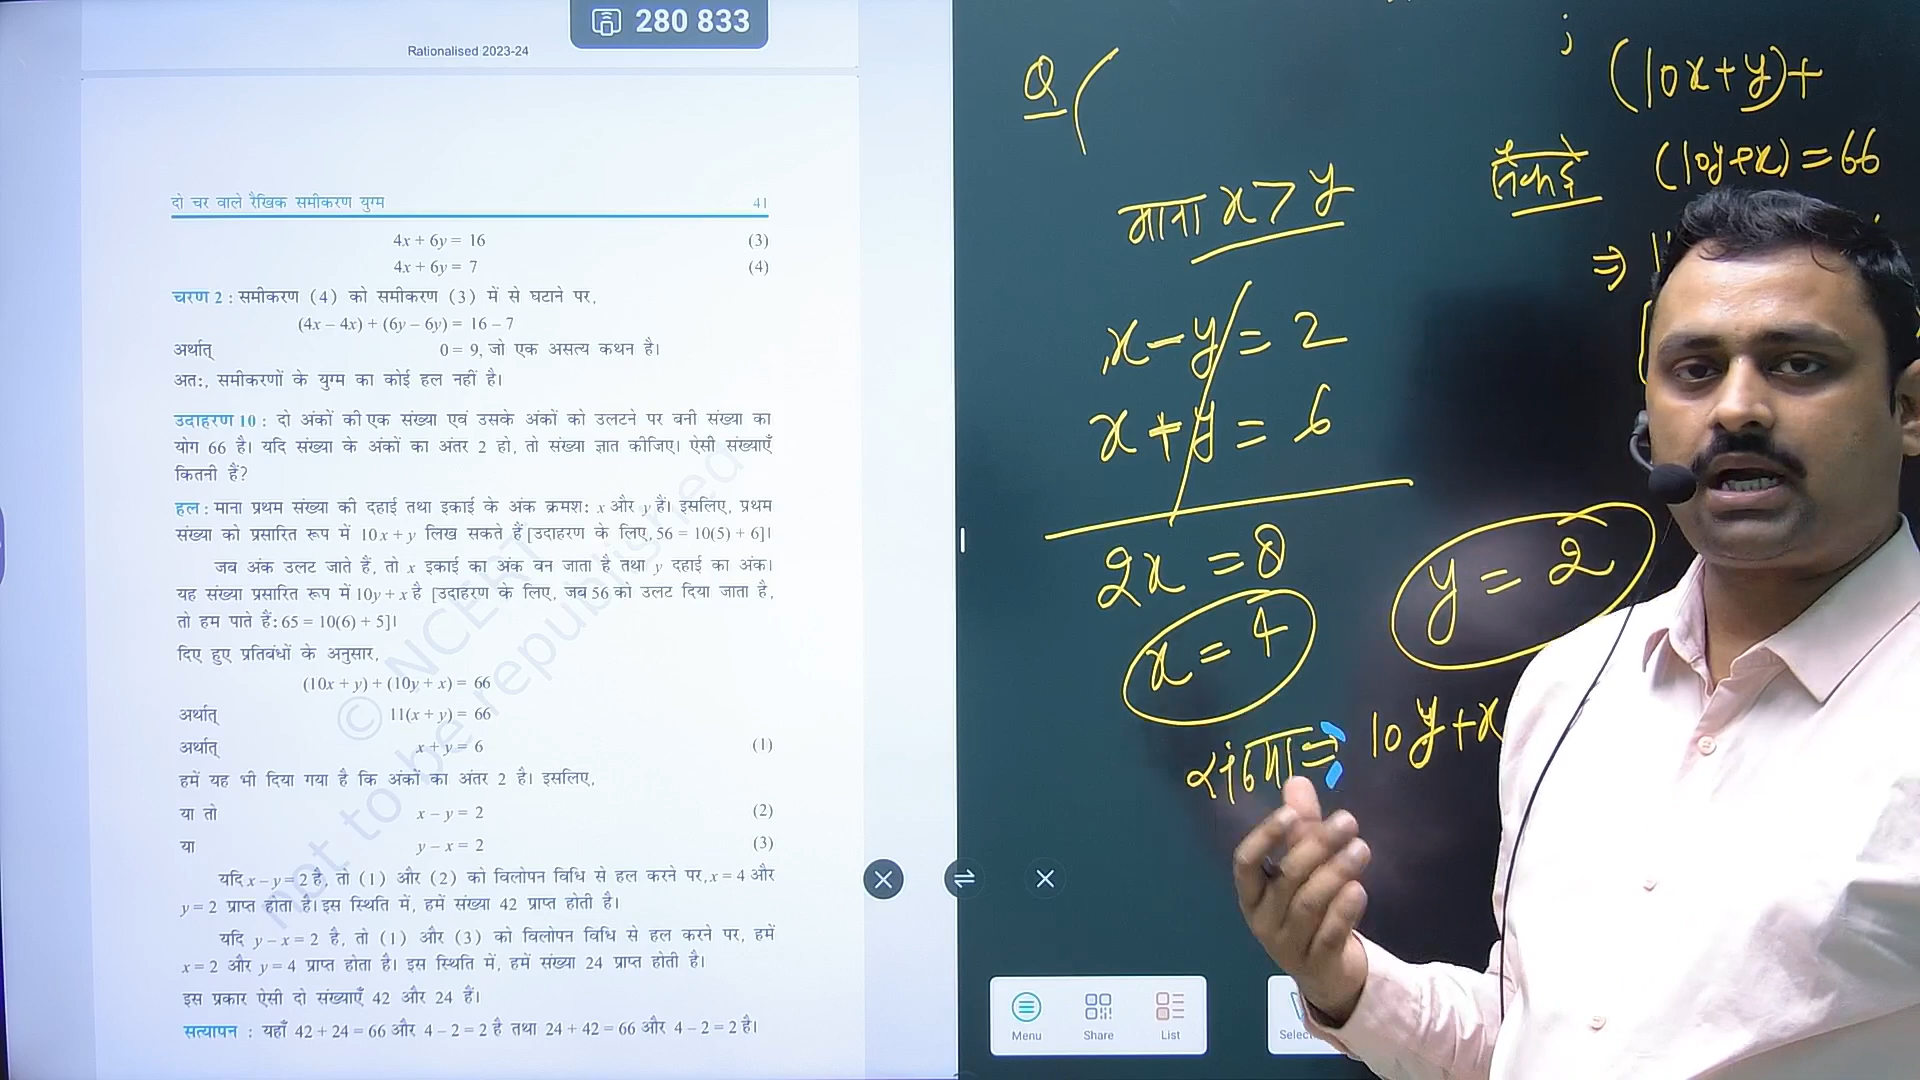 280 833
Rationalised 2023-24
दो चर वाले रैखिक समीकरण युग्म 41
4x + 6y = 16 (3)
4x + 6y = 7 (4)
चरण 2 : समीकरण (4) को समीकरण (3) में से घटाने पर,
(4x – 4x) + (6y – 6y) = 16 – 7
अर्थात् 0 = 9, जो एक असत्य कथन है।
अतः, समीकरणों के युग्म का कोई हल नहीं है।
उदाहरण 10 : दो अंकों की एक संख्या एवं उसके अंकों को उलटने पर बनी संख्या का
योग 66 है। यदि संख्या के अंकों का अंतर 2 हो, तो संख्या ज्ञात कीजिए। ऐसी संख्याएँ
कितनी हैं?
हल : माना प्रथम संख्या की दहाई तथा इकाई के अंक क्रमशः x और y हैं। इसलिए, प्रथम
संख्या को प्रसारित रूप में 10x + y लिख सकते हैं [उदाहरण के लिए, 56 = 10(5) + 6]।
जब अंक उलट जाते हैं, तो x इकाई का अंक बन जाता है तथा y दहाई का अंक।
यह संख्या प्रसारित रूप में 10y + x है [उदाहरण के लिए, जब 56 को उलट दिया जाता है,
तो हम पाते हैं: 65 = 10(6) + 5]।
दिए हुए प्रतिबंधों के अनुसार,
(10x + y) + (10y + x) = 66
अर्थात् 11(x + y) = 66
अर्थात् x + y = 6 (1)
हमें यह भी दिया गया है कि अंकों का अंतर 2 है। इसलिए,
या तो x – y = 2 (2)
या y – x = 2 (3)
यदि x – y = 2 है, तो (1) और (2) को विलोपन विधि से हल करने पर, x = 4 और
y = 2 प्राप्त होता है। इस स्थिति में, हमें संख्या 42 प्राप्त होती है।
यदि y – x = 2 है, तो (1) और (3) को विलोपन विधि से हल करने पर, हमें
x = 2 और y = 4 प्राप्त होता है। इस स्थिति में, हमें संख्या 24 प्राप्त होती है।
इस प्रकार ऐसी दो संख्याएँ 42 और 24 हैं।
सत्यापन : यहाँ 42 + 24 = 66 और 4 – 2 = 2 है तथा 24 + 42 = 66 और 4 – 2 = 2 है।
© NCERT
not to be republished
Q (
(10x+y)+
(10y+x) = 66
⇒
माना x > y
x – y = 2
x + y = 6
2x = 8
x = 4
y = 2
संख्या = 10y+x
Menu
Share
List
Select